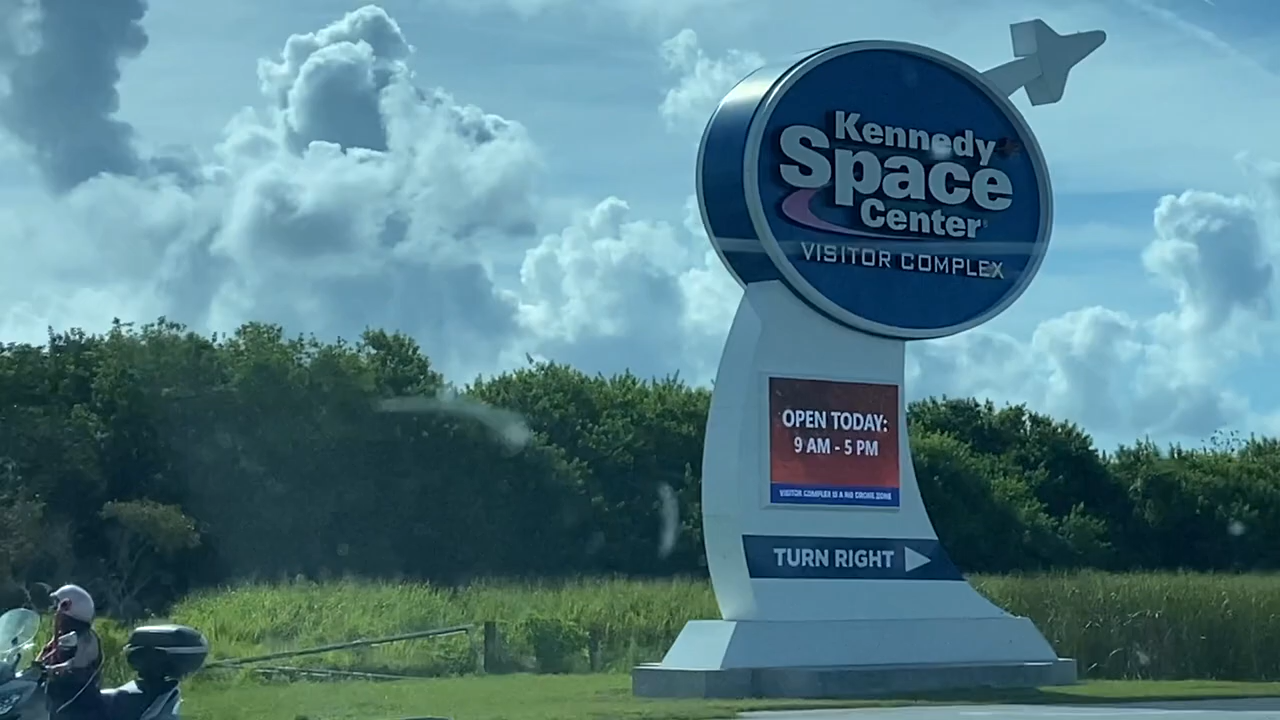 Kennedy
Space
Center
VISITOR COMPLEX
OPEN TODAY:
9 AM - 5 PM
VISITOR COMPLEX IS A NO DRONE ZONE
TURN RIGHT